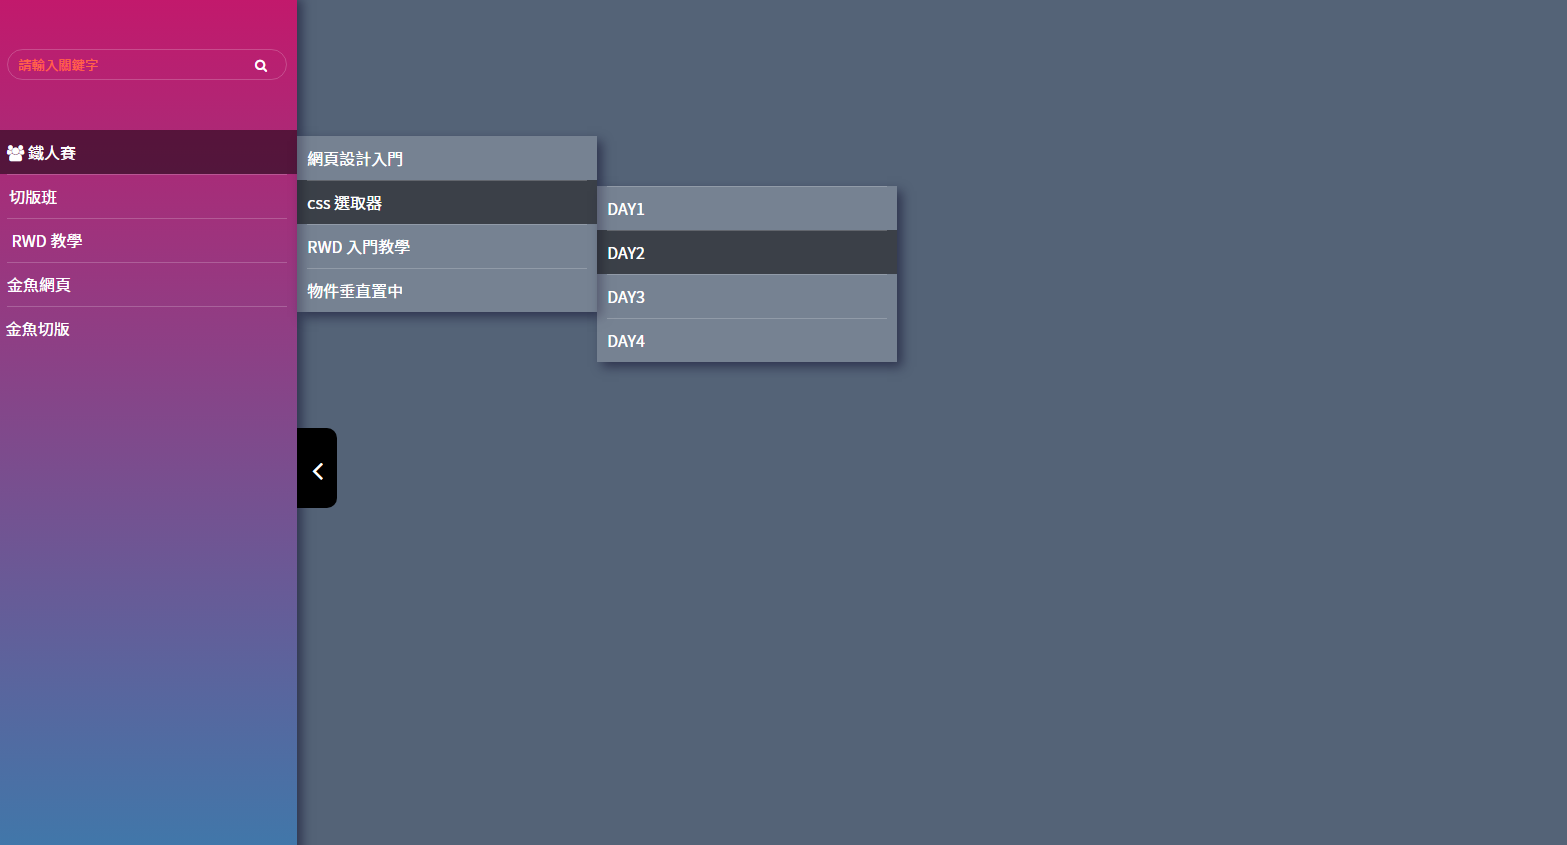 請輸入關鍵字
鐵人賽
切版班
RWD 教學
金魚網頁
金魚切版
網頁設計入門
css 選取器
RWD 入門教學
物件垂直置中
DAY1
DAY2
DAY3
DAY4